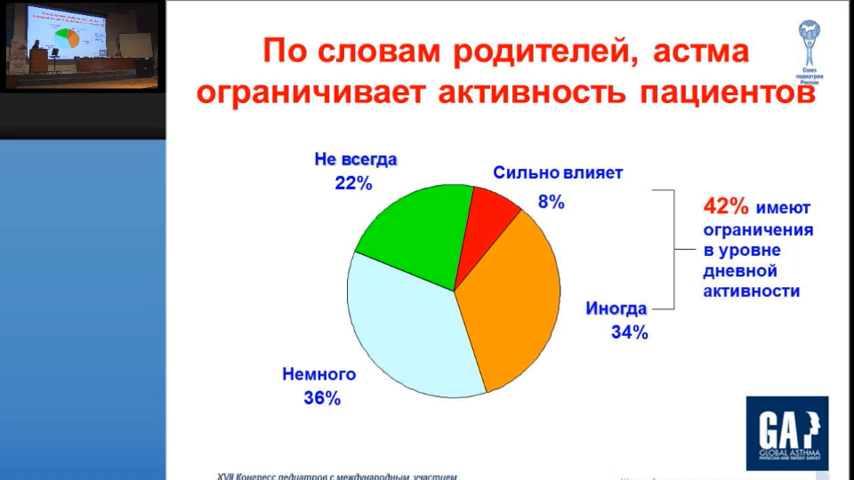 По словам родителей, астма
ограничивает активность пациентов
Союз
педиатров
России
Не всегда
22%
Сильно влияет
8%
42% имеют
ограничения
в уровне
дневной
активности
Иногда
34%
Немного
36%
GAP
GLOBAL ASTHMA
PHYSICIAN AND PATIENT SURVEY
XVII Конгресс педиатров с международным участием